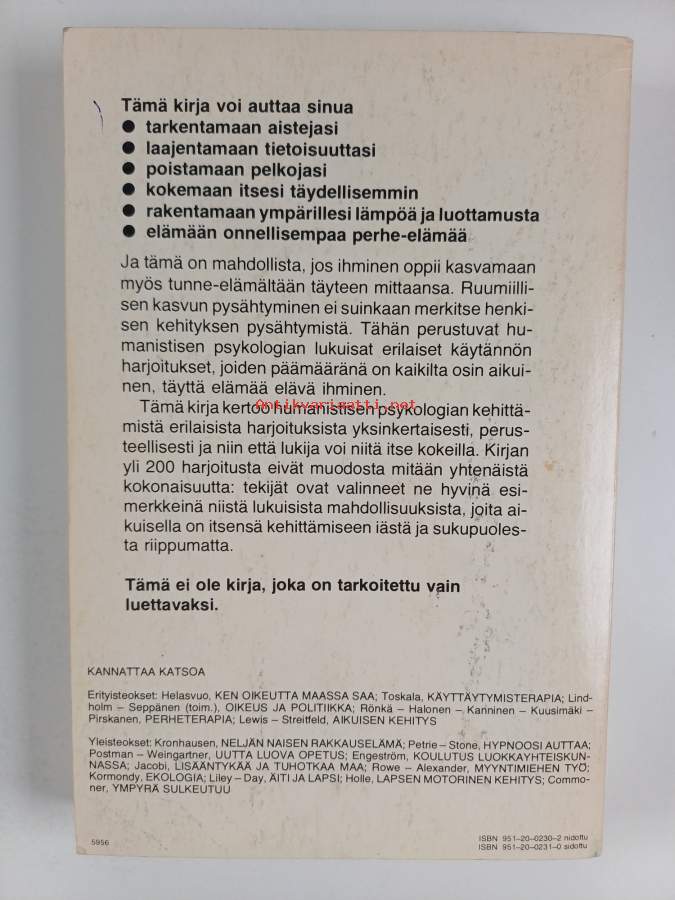 Tämä kirja voi auttaa sinua
● tarkentamaan aistejasi
● laajentamaan tietoisuuttasi
● poistamaan pelkojasi
● kokemaan itsesi täydellisemmin
● rakentamaan ympärillesi lämpöä ja luottamusta
● elämään onnellisempaa perhe-elämää
Ja tämä on mahdollista, jos ihminen oppii kasvamaan
myös tunne-elämältään täyteen mittaansa. Ruumiilli-
sen kasvun pysähtyminen ei suinkaan merkitse henki-
sen kehityksen pysähtymistä. Tähän perustuvat hu-
manistisen psykologian lukuisat erilaiset käytännön
harjoitukset, joiden päämääränä on kaikilta osin aikui-
nen, täyttä elämää elävä ihminen.
Antikvariaatti.net
Tämä kirja kertoo humanistisen psykologian kehittä-
mistä erilaisista harjoituksista yksinkertaisesti, perus-
teellisesti ja niin että lukija voi niitä itse kokeilla. Kirjan
yli 200 harjoitusta eivät muodosta mitään yhtenäistä
kokonaisuutta: tekijät ovat valinneet ne hyvinä esi-
merkkeinä niistä lukuisista mahdollisuuksista, joita ai-
kuisella on itsensä kehittämiseen iästä ja sukupuoles-
ta riippumatta.
Tämä ei ole kirja, joka on tarkoitettu vain
luettavaksi.
KANNATTAA KATSOA
Erityisteokset: Helasvuo, KEN OIKEUTTA MAASSA SAA; Toskala, KÄYTTÄYTYMISTERAPIA; Lind-
holm – Seppänen (toim.), OIKEUS JA POLITIIKKA; Rönkä – Halonen – Kanninen – Kuusimäki –
Pirskanen, PERHETERAPIA; Lewis – Streitfeld, AIKUISEN KEHITYS
Yleisteokset: Kronhausen, NELJÄN NAISEN RAKKAUSELÄMÄ; Petrie – Stone, HYPNOOSI AUTTAA;
Postman – Weingartner, UUTTA LUOVA OPETUS; Engeström, KOULUTUS LUOKKAYHTEISKUN-
NASSA; Jacobi, LISÄÄNTYKÄÄ JA TUHOTKAA MAA; Rowe – Alexander, MYYNTIMIEHEN TYÖ;
Kormondy, EKOLOGIA; Liley – Day, ÄITI JA LAPSI; Holle, LAPSEN MOTORINEN KEHITYS; Commo-
ner, YMPYRÄ SULKEUTUU
5956
ISBN 951-20-0230-2 nidottu
ISBN 951-20-0231-0 sidottu